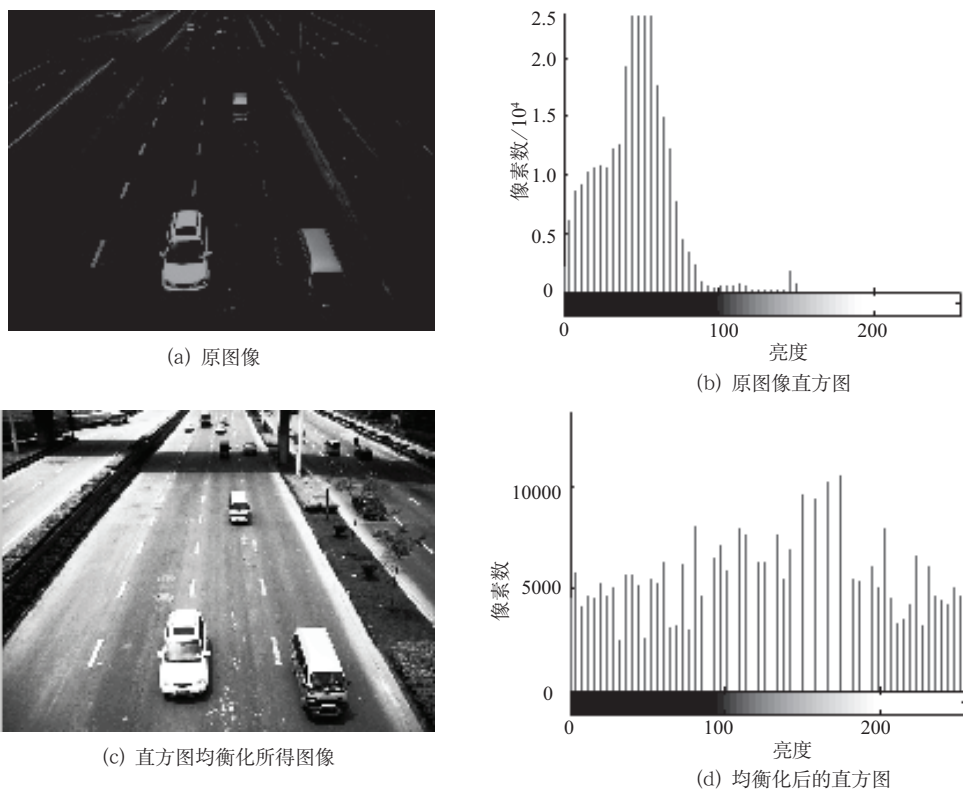 (a) 原图像
2.5
2.0
1.5
1.0
0.5
0
像素数/10⁴
0 100 200
亮度
(b) 原图像直方图
(c) 直方图均衡化所得图像
10000
5000
0
像素数
0 100 200
亮度
(d) 均衡化后的直方图